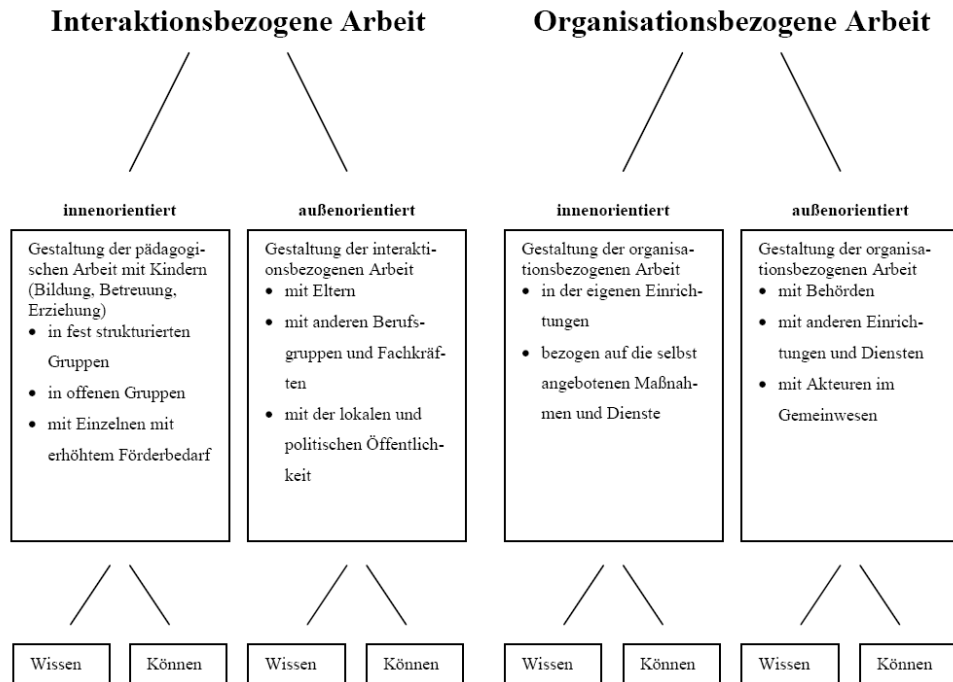 Interaktionsbezogene Arbeit
Organisationsbezogene Arbeit
innenorientiert
Gestaltung der pädagogi-
schen Arbeit mit Kindern
(Bildung, Betreuung,
Erziehung)
• in fest strukturierten
Gruppen
• in offenen Gruppen
• mit Einzelnen mit
erhöhtem Förderbedarf
außenorientiert
Gestaltung der interakti-
onsbezogenen Arbeit
• mit Eltern
• mit anderen Berufs-
gruppen und Fachkräf-
ten
• mit der lokalen und
politischen Öffentlich-
keit
innenorientiert
Gestaltung der organisa-
tionsbezogenen Arbeit
• in der eigenen Einrich-
tungen
• bezogen auf die selbst
angebotenen Maßnah-
men und Dienste
außenorientiert
Gestaltung der organisa-
tionsbezogenen Arbeit
• mit Behörden
• mit anderen Einrich-
tungen und Diensten
• mit Akteuren im
Gemeinwesen
Wissen
Können
Wissen
Können
Wissen
Können
Wissen
Können